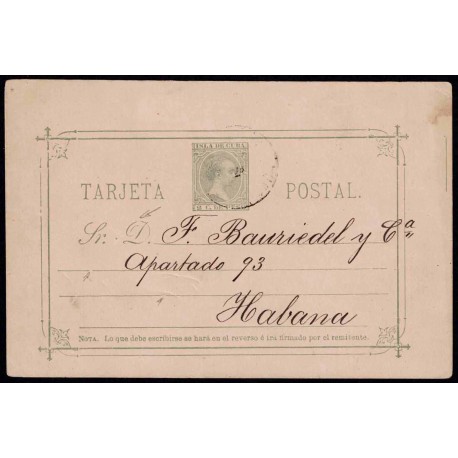 ISLA DE CUBA
TARJETA POSTAL.
Sr. D. F. Bauriedel y Cª
Apartado 93
Habana
NOTA. Lo que debe escribirse se hará en el reverso é irá firmado por el remitente.